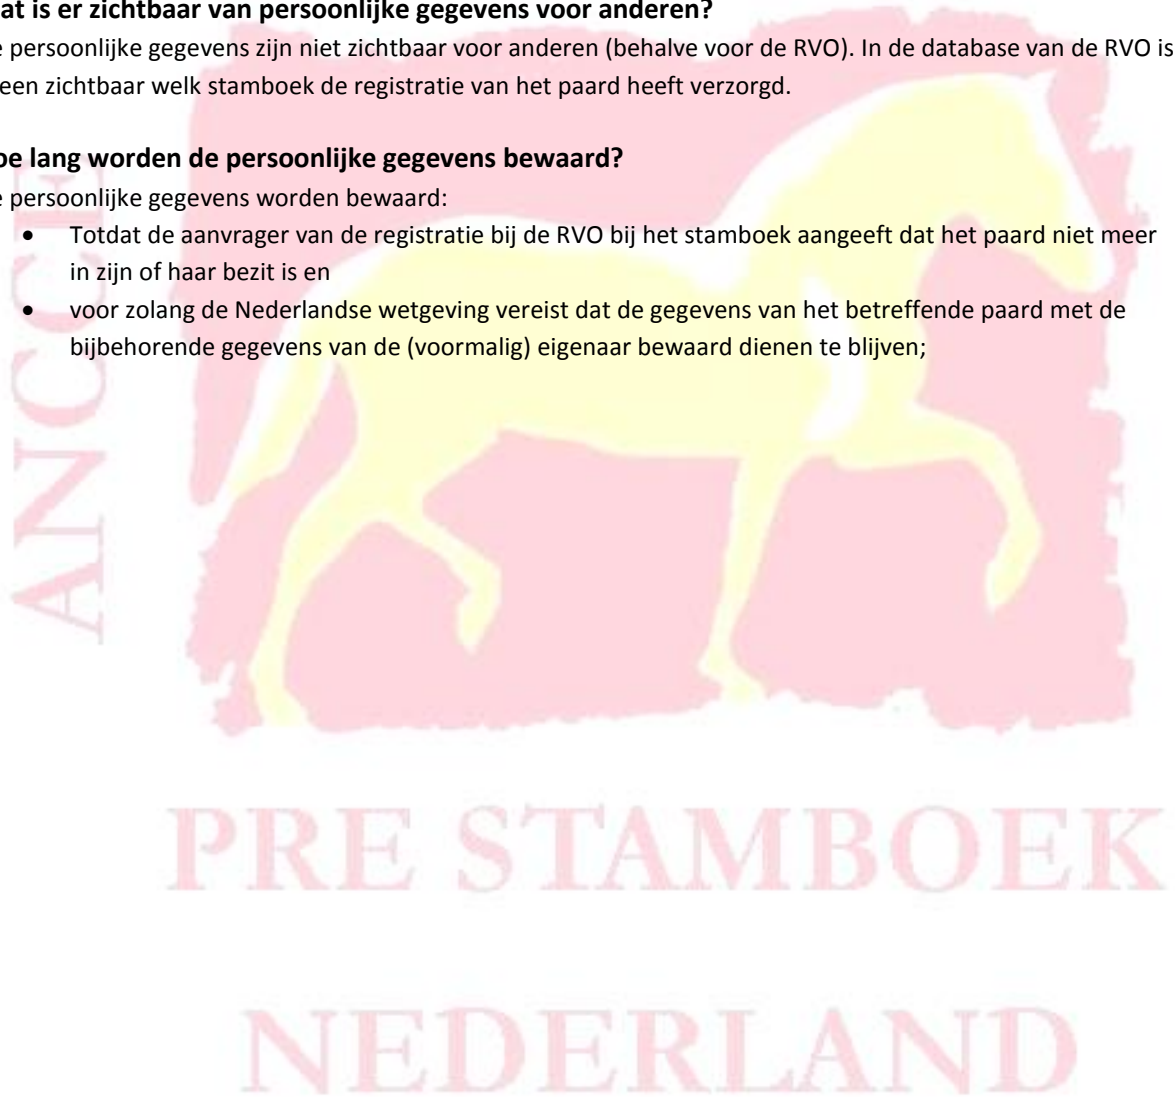 at is er zichtbaar van persoonlijke gegevens voor anderen?
e persoonlijke gegevens zijn niet zichtbaar voor anderen (behalve voor de RVO). In de database van de RVO is
een zichtbaar welk stamboek de registratie van het paard heeft verzorgd.
oe lang worden de persoonlijke gegevens bewaard?
e persoonlijke gegevens worden bewaard:
• Totdat de aanvrager van de registratie bij de RVO bij het stamboek aangeeft dat het paard niet meer
in zijn of haar bezit is en
• voor zolang de Nederlandse wetgeving vereist dat de gegevens van het betreffende paard met de
bijbehorende gegevens van de (voormalig) eigenaar bewaard dienen te blijven;
ANCCE
PRE STAMBOEK
NEDERLAND